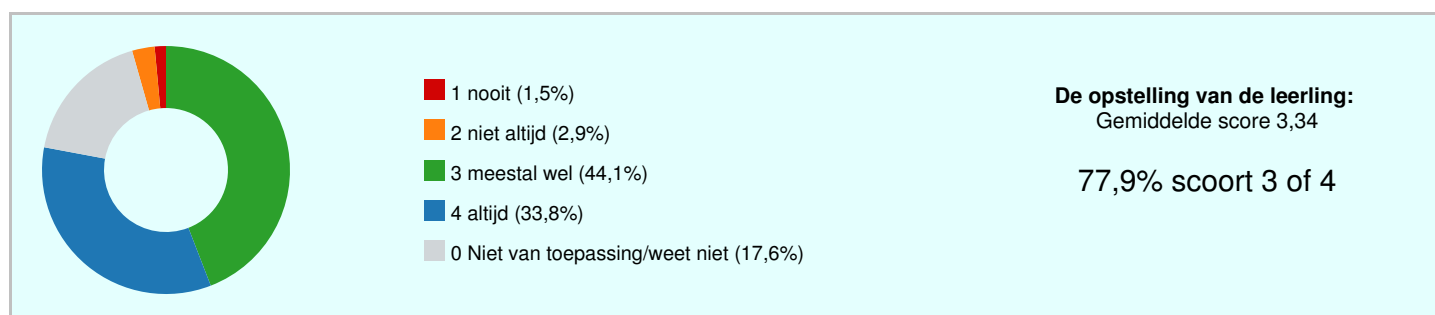 1 nooit (1,5%)
2 niet altijd (2,9%)
3 meestal wel (44,1%)
4 altijd (33,8%)
0 Niet van toepassing/weet niet (17,6%)
De opstelling van de leerling:
Gemiddelde score 3,34
77,9% scoort 3 of 4